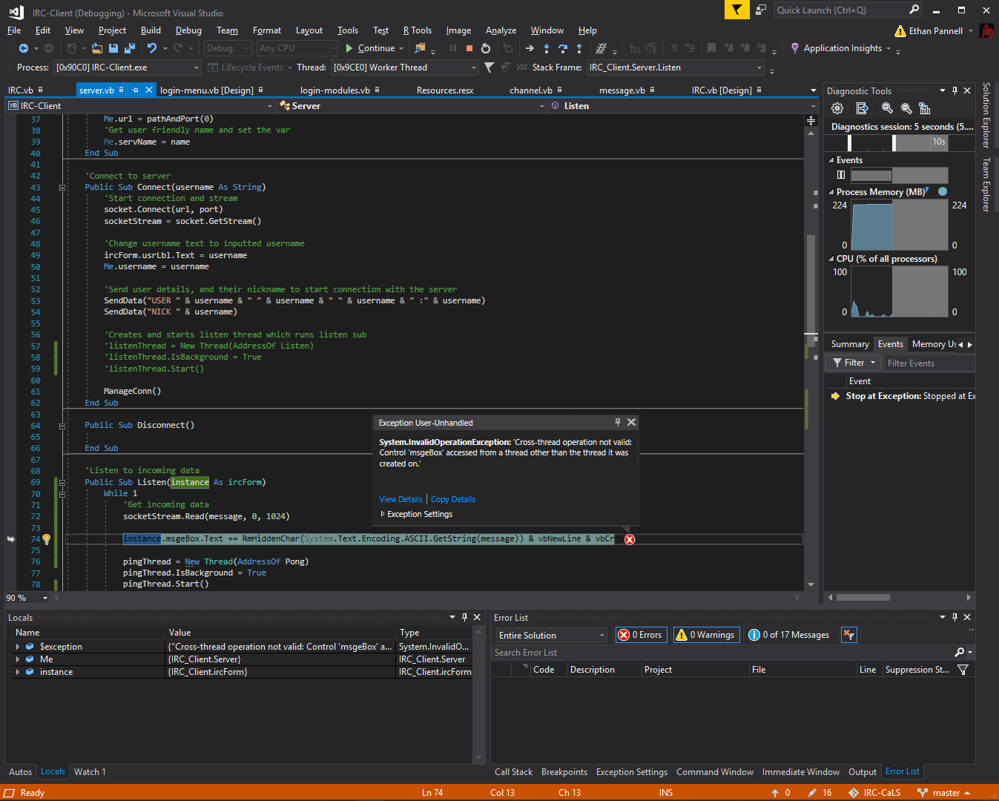 IRC-Client (Debugging) - Microsoft Visual Studio
Quick Launch (Ctrl+Q)
File Edit View Project Build Debug Team Format Layout Tools Test R Tools Image Analyze Window Help
Ethan Pannell
Debug Any CPU Continue Application Insights
Process: [0x90C0] IRC-Client.exe Lifecycle Events Thread: [0x9CE0] Worker Thread Stack Frame: IRC_Client.Server.Listen
IRC.vb server.vb login-menu.vb [Design] login-modules.vb Resources.resx channel.vb message.vb IRC.vb [Design]
VB IRC-Client Server Listen
37 Me.url = pathAndPort(0)
38 'Get user friendly name and set the var
39 Me.servName = name
40 End Sub
41
42 'Connect to server
43 Public Sub Connect(username As String)
44 'Start connection and stream
45 socket.Connect(url, port)
46 socketStream = socket.GetStream()
47
48 'Change username text to inputted username
49 ircForm.usrLbl.Text = username
50 Me.username = username
51
52 'Send user details, and their nickname to start connection with the server
53 SendData("USER " & username & " " & username & " " & username & " :" & username)
54 SendData("NICK " & username)
55
56 'Creates and starts listen thread which runs listen sub
57 'listenThread = New Thread(AddressOf Listen)
58 'listenThread.IsBackground = True
59 'listenThread.Start()
60
61 ManageConn()
62 End Sub
63
64 Public Sub Disconnect()
65
66 End Sub
67
68 'Listen to incoming data
69 Public Sub Listen(instance As ircForm)
70 While 1
71 'Get incoming data
72 socketStream.Read(message, 0, 1024)
73
74 instance.msgeBox.Text += RmHiddenChar(System.Text.Encoding.ASCII.GetString(message)) & vbNewLine & vbCr
75
76 pingThread = New Thread(AddressOf Pong)
77 pingThread.IsBackground = True
78 pingThread.Start()
90 %
Exception User-Unhandled
System.InvalidOperationException: 'Cross-thread operation not valid:
Control 'msgeBox' accessed from a thread other than the thread it was
created on.'
View Details | Copy Details
Exception Settings
Diagnostic Tools
Diagnostics session: 5 seconds (5....
10s
Events
Process Memory (MB)
224 224
0 0
CPU (% of all processors)
100 100
0 0
Summary Events Memory Us
Filter Filter Events
Event
Stop at Exception: Stopped at Ex
Solution Explorer
Team Explorer
Locals
Name Value Type
$exception {"Cross-thread operation not valid: Control 'msgeBox' a... System.InvalidO...
Me {IRC_Client.Server} IRC_Client.Server
instance {IRC_Client.ircForm} IRC_Client.ircForm
Autos Locals Watch 1
Error List
Entire Solution 0 Errors 0 Warnings 0 of 17 Messages
Search Error List
Code Description Project File Line Suppression St...
Call Stack Breakpoints Exception Settings Command Window Immediate Window Output Error List
Ready Ln 74 Col 13 Ch 13 INS 0 16 IRC-CaLS master